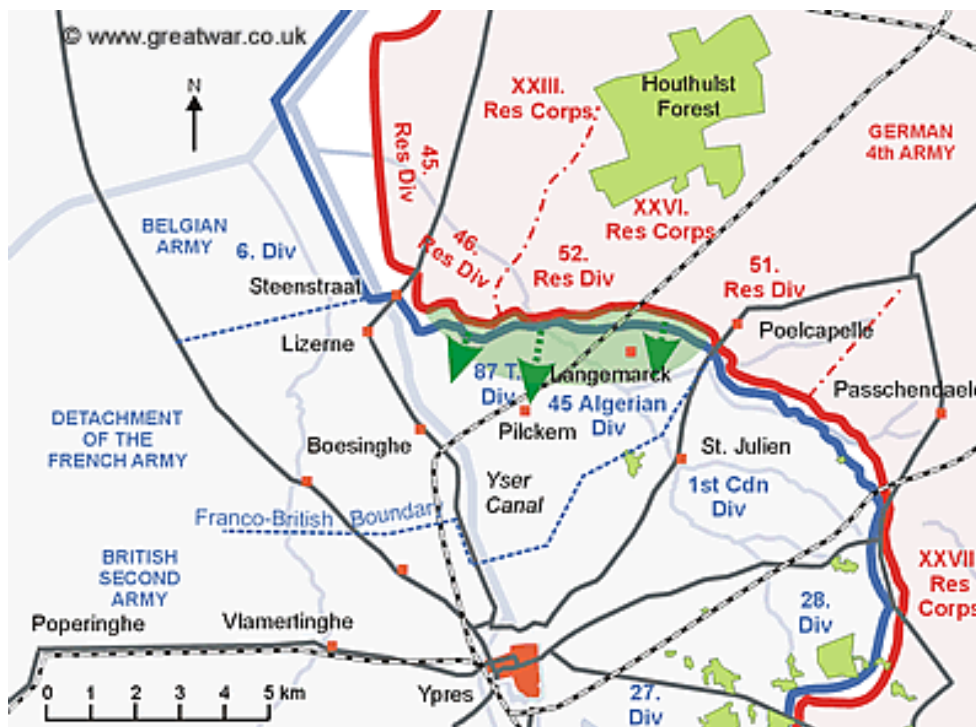 © www.greatwar.co.uk
N
XXIII.
Res Corps
Houthulst
Forest
GERMAN
4th ARMY
45.
Res Div
BELGIAN
ARMY
6. Div
46.
Res Div
XXVI.
Res Corps
52.
Res Div
51.
Res Div
Steenstraat
Lizerne
Poelcapelle
87 T.
Div
Langemarck
Passchendaele
45 Algerian
Div
DETACHMENT
OF THE
FRENCH ARMY
Boesinghe
Pilckem
St. Julien
Yser
Canal
1st Cdn
Div
Franco-British Boundary
BRITISH
SECOND
ARMY
XXVII
Res
Corps
28.
Div
Poperinghe
Vlamertinghe
0 1 2 3 4 5 km
Ypres
27.
Div